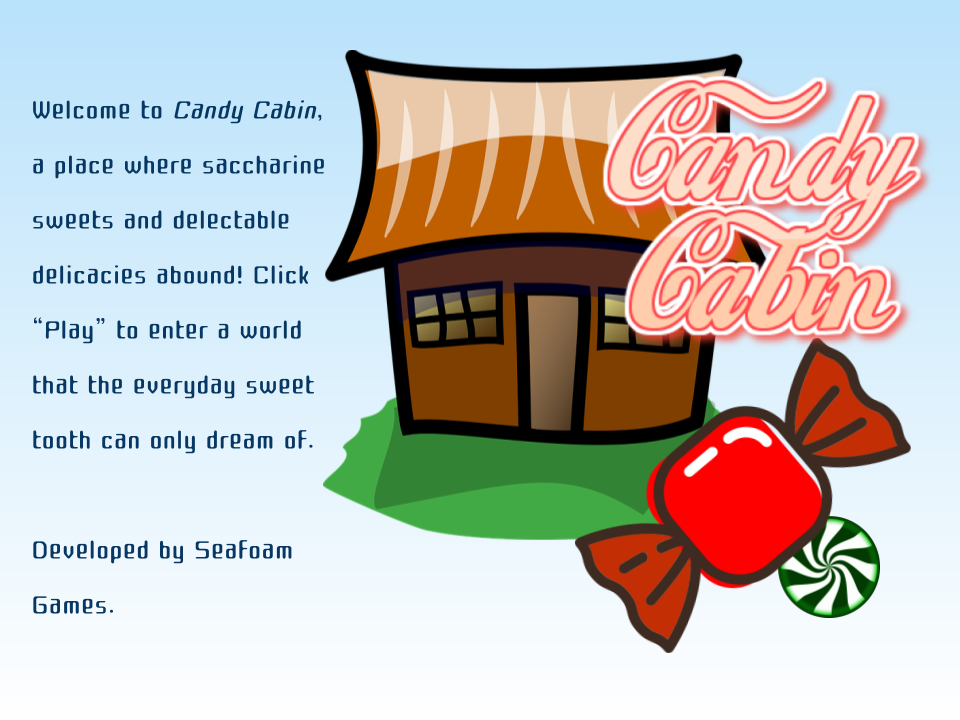 Welcome to Candy Cabin,
a place where saccharine
sweets and delectable
delicacies abound! Click
“Play” to enter a world
that the everyday sweet
tooth can only dream of.
Developed by Seafoam
Games.
Candy
Cabin